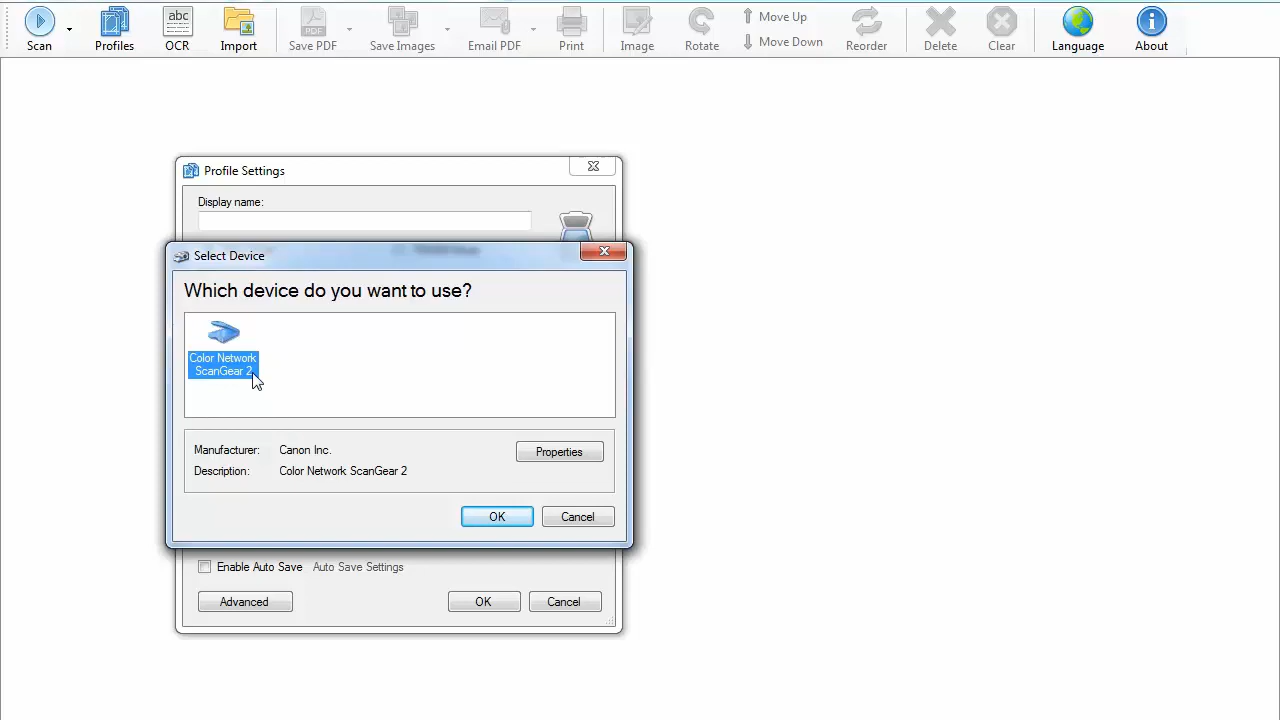 Scan
Profiles
abc
OCR
Import
PDF
Save PDF
Save Images
Email PDF
Print
Image
Rotate
Move Up
Move Down
Reorder
Delete
Clear
Language
About
Profile Settings
Display name:
Select Device
Which device do you want to use?
Color Network
ScanGear 2
Manufacturer: Canon Inc.
Properties
Description: Color Network ScanGear 2
OK Cancel
Enable Auto Save Auto Save Settings
Advanced OK Cancel